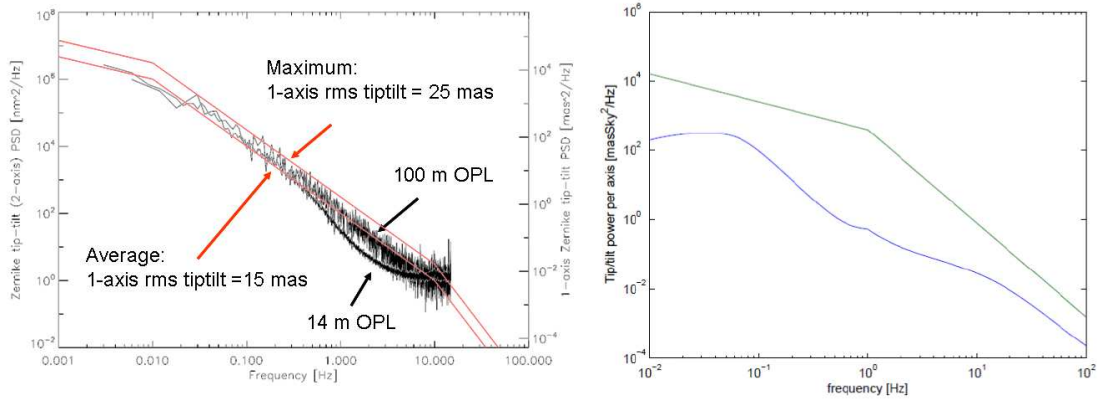 Zernike tip-tilt (2-axis) PSD [nm^2/Hz]
10^8
10^6
10^4
10^2
10^0
10^-2
Maximum:
1-axis rms tiptilt = 25 mas
100 m OPL
Average:
1-axis rms tiptilt =15 mas
14 m OPL
0.001
0.010
0.100
1.000
10.000
100.000
Frequency [Hz]
10^4
10^2
10^0
10^-2
10^-4
1-axis Zernike tip-tilt PSD [mas^2/Hz]
Tip/tilt power per axis [masSky^2/Hz]
10^6
10^4
10^2
10^0
10^-2
10^-4
10^-2
10^-1
10^0
10^1
10^2
frequency [Hz]